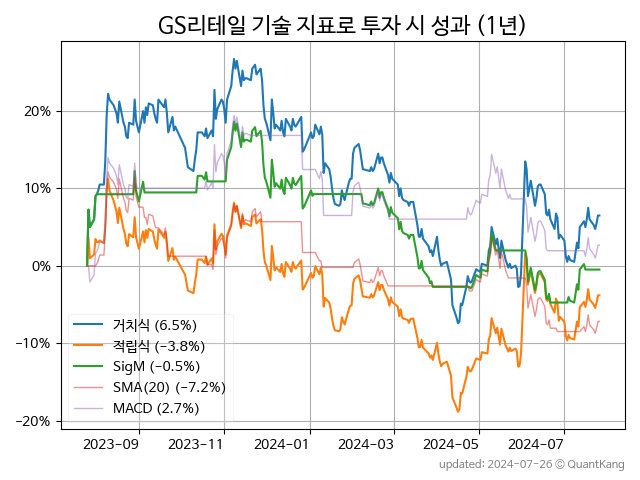 GS리테일 기술 지표로 투자 시 성과 (1년)
20%
10%
0%
−10%
−20%
거치식 (6.5%)
적립식 (−3.8%)
SigM (−0.5%)
SMA(20) (−7.2%)
MACD (2.7%)
2023-09
2023-11
2024-01
2024-03
2024-05
2024-07
updated: 2024-07-26 © QuantKang